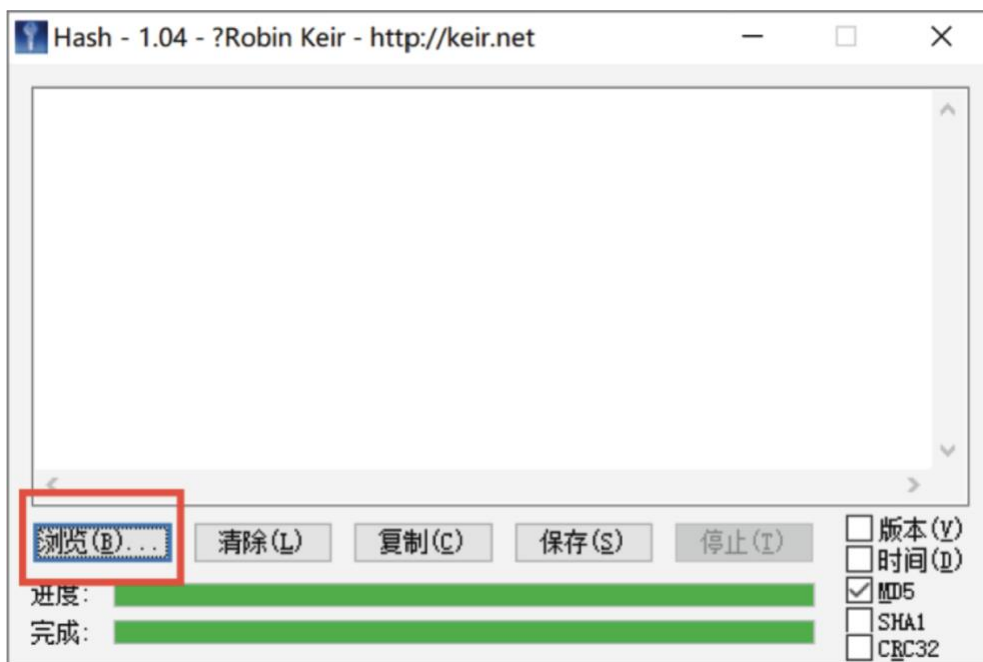 Hash - 1.04 - ?Robin Keir - http://keir.net
浏览(B)... 清除(L) 复制(C) 保存(S) 停止(T)
版本(V)
时间(D)
进度: MD5
完成: SHA1
CRC32